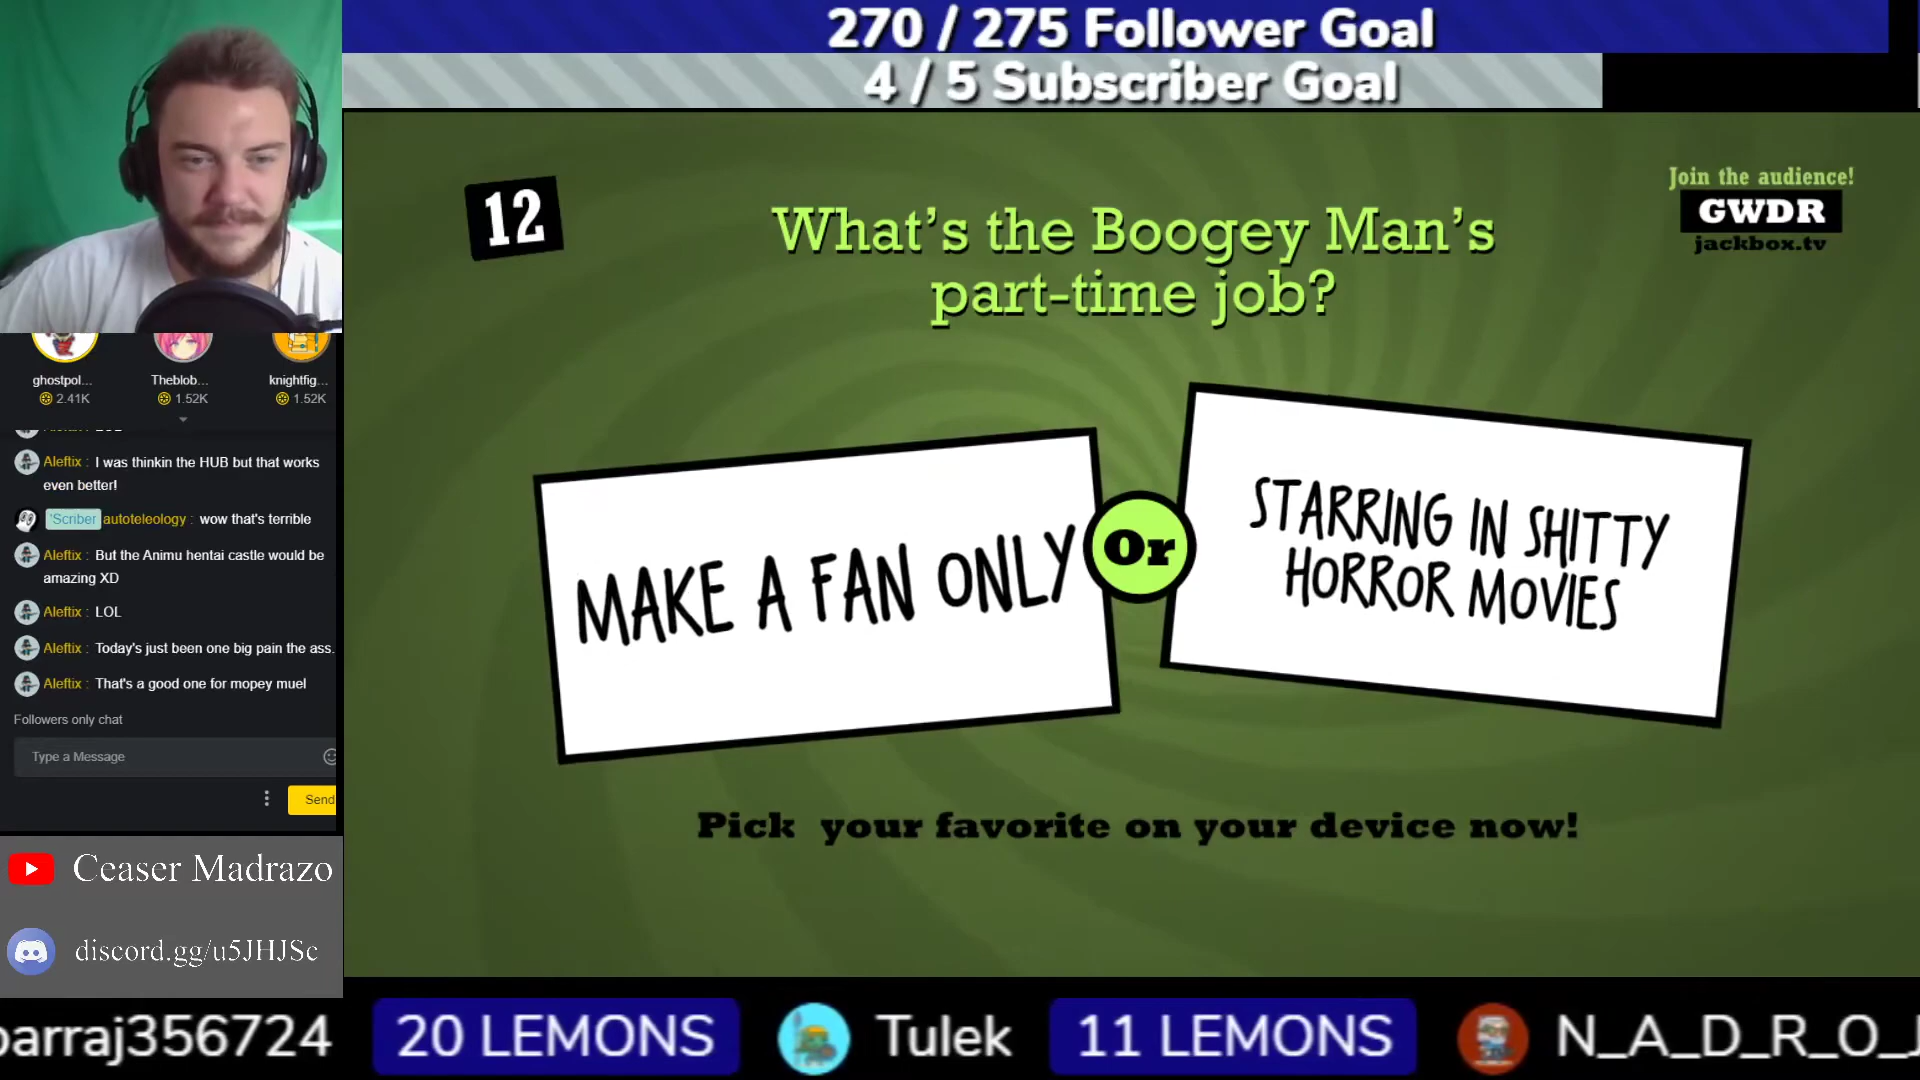 270 / 275 Follower Goal
4 / 5 Subscriber Goal
12
What's the Boogey Man's
part-time job?
Join the audience!
GWDR
jackbox.tv
MAKE A FAN ONLY
Or
STARRING IN SHITTY
HORROR MOVIES
Pick your favorite on your device now!
ghostpol...
2.41K
Theblob...
1.52K
knightfig...
1.52K
Aleftix : I was thinkin the HUB but that works
even better!
'Scriber autoteleology : wow that's terrible
Aleftix : But the Animu hentai castle would be
amazing XD
Aleftix : LOL
Aleftix : Today's just been one big pain the ass.
Aleftix : That's a good one for mopey muel
Followers only chat
Type a Message
Send
Ceaser Madrazo
discord.gg/u5JHJSc
parraj356724
20 LEMONS
Tulek
11 LEMONS
N_A_D_R_O_J